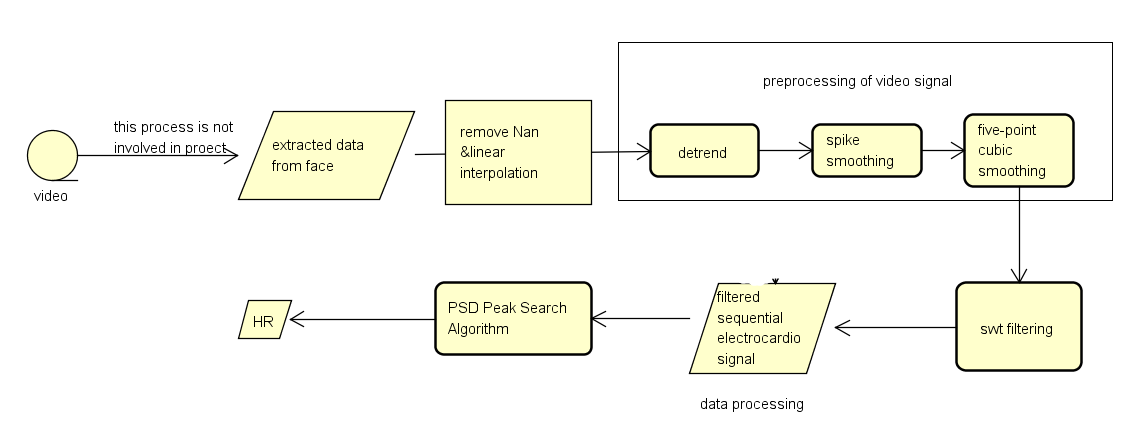 preprocessing of video signal
this process is not
involved in proect
video
extracted data
from face
remove Nan
&linear
interpolation
detrend
spike
smoothing
five-point
cubic
smoothing
HR
PSD Peak Search
Algorithm
filtered
sequential
electrocardio
signal
swt filtering
data processing